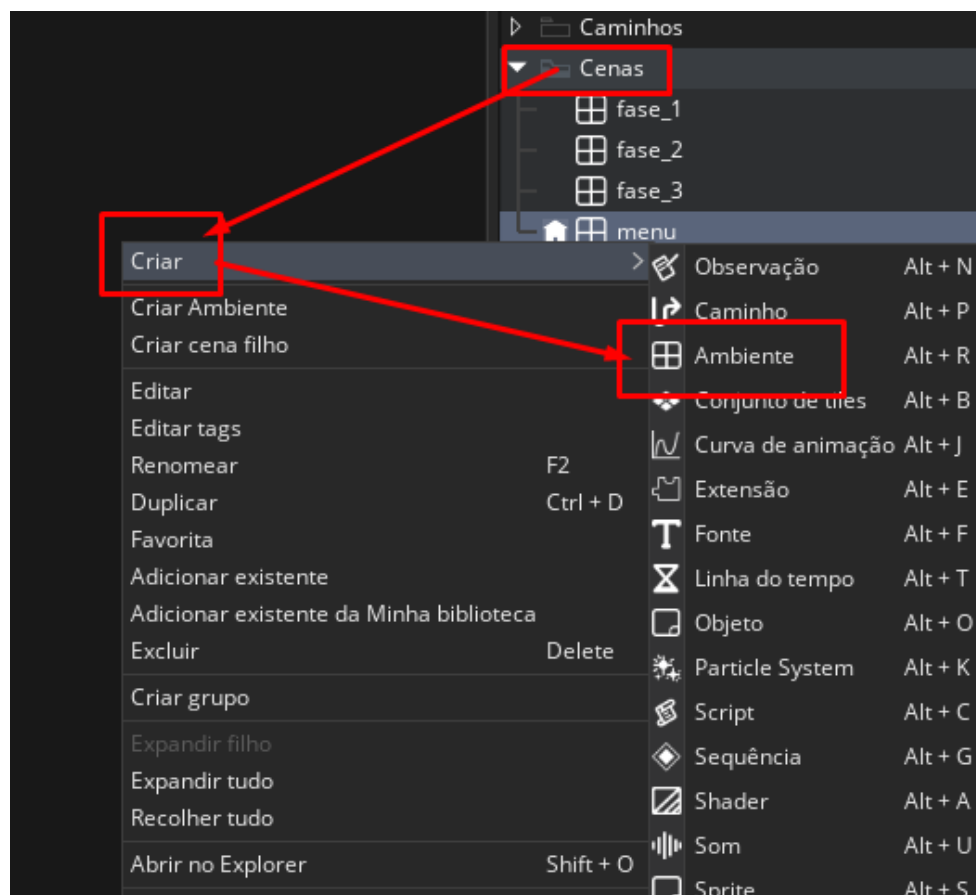 Caminhos
Cenas
fase_1
fase_2
fase_3
menu
Criar
Criar Ambiente
Criar cena filho
Editar
Editar tags
Renomear F2
Duplicar Ctrl + D
Favorita
Adicionar existente
Adicionar existente da Minha biblioteca
Excluir Delete
Criar grupo
Expandir filho
Expandir tudo
Recolher tudo
Abrir no Explorer Shift + O
Observação Alt + N
Caminho Alt + P
Ambiente Alt + R
Conjunto de tiles Alt + B
Curva de animação Alt + J
Extensão Alt + E
Fonte Alt + F
Linha do tempo Alt + T
Objeto Alt + O
Particle System Alt + K
Script Alt + C
Sequência Alt + G
Shader Alt + A
Som Alt + U
Sprite Alt + S